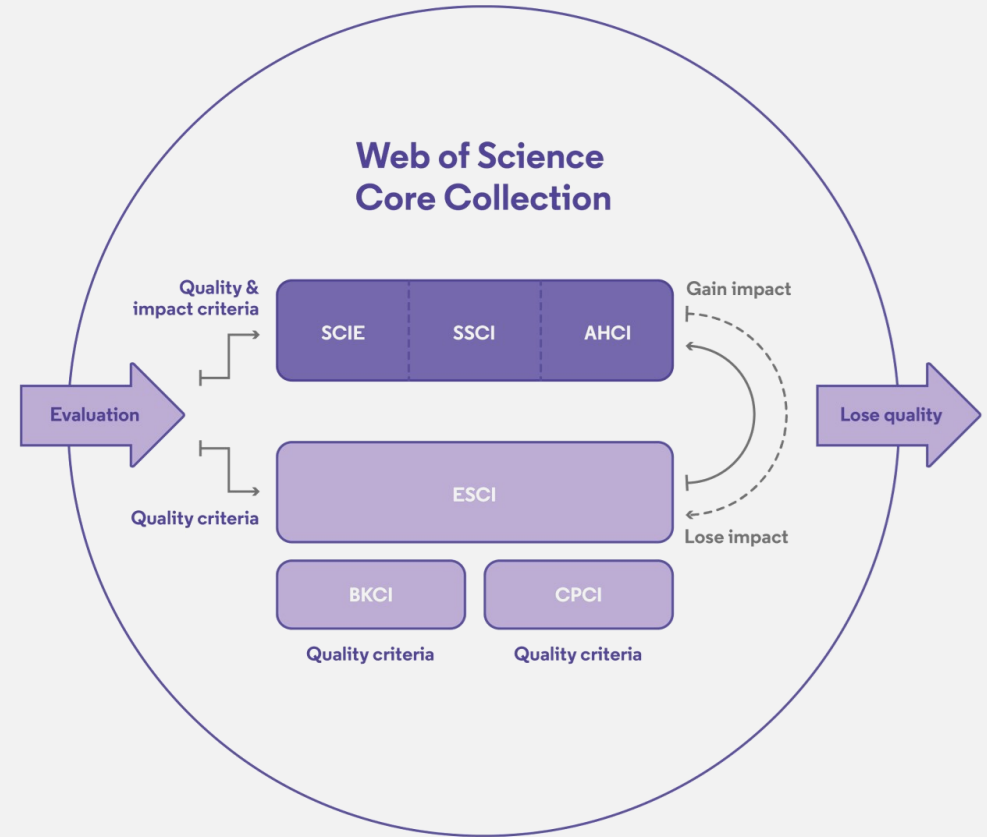 Web of Science
Core Collection
Quality &
impact criteria
SCIE
SSCI
AHCI
Gain impact
Evaluation
Lose quality
ESCI
Quality criteria
Lose impact
BKCI
CPCI
Quality criteria
Quality criteria